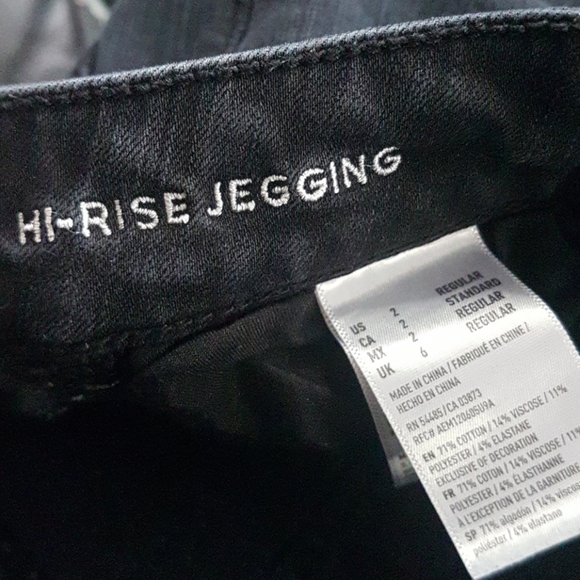 HI-RISE JEGGING
US 2 REGULAR
CA 2 STANDARD
MX 2 REGULAR
UK 6 REGULAR
MADE IN CHINA / FABRIQUÉ EN CHINE /
HECHO EN CHINA
RN 54485/CA 03873
RFC# AEM120605U9A
EN 71% COTTON / 14% VISCOSE / 11%
POLYESTER / 4% ELASTANE
EXCLUSIVE OF DECORATION
FR 71% COTON / 14% VISCOSE / 11%
POLYESTER / 4% ÉLASTHANNE
À L'EXCEPTION DE LA GARNITURE
SP 71% algodón / 14% viscosa
poliéster / 4% elastano